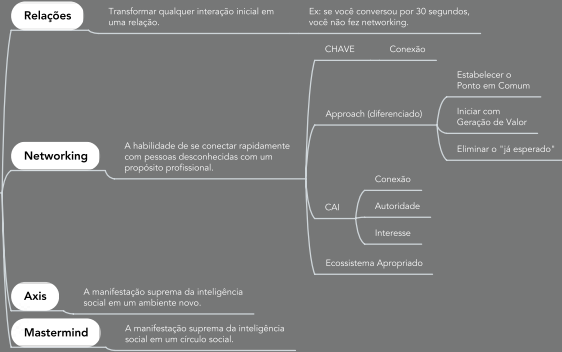 Relações
Transformar qualquer interação inicial em
uma relação.
Ex: se você conversou por 30 segundos,
você não fez networking.
Networking
A habilidade de se conectar rapidamente
com pessoas desconhecidas com um
propósito profissional.
CHAVE
Conexão
Approach (diferenciado)
Estabelecer o
Ponto em Comum
Iniciar com
Geração de Valor
Eliminar o "já esperado"
CAI
Conexão
Autoridade
Interesse
Ecossistema Apropriado
Axis
A manifestação suprema da inteligência
social em um ambiente novo.
Mastermind
A manifestação suprema da inteligência
social em um círculo social.